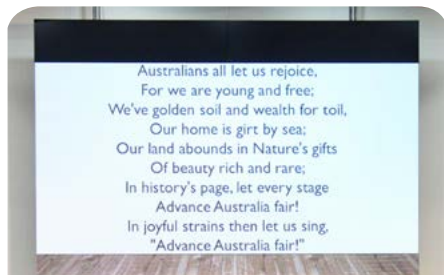 Australians all let us rejoice,
For we are young and free;
We've golden soil and wealth for toil,
Our home is girt by sea;
Our land abounds in Nature's gifts
Of beauty rich and rare;
In history's page, let every stage
Advance Australia fair!
In joyful strains then let us sing,
"Advance Australia fair!"